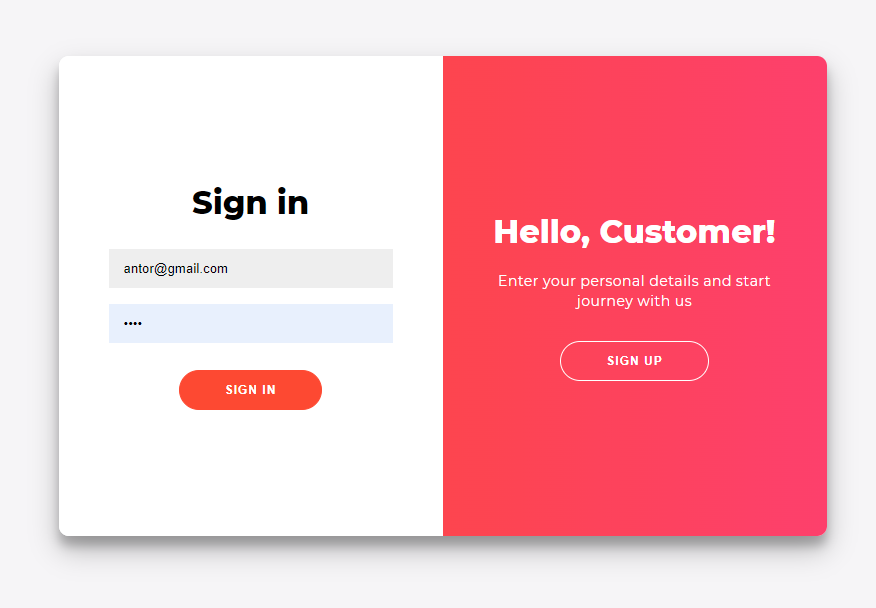 Sign in
antor@gmail.com
••••
SIGN IN
Hello, Customer!
Enter your personal details and start
journey with us
SIGN UP